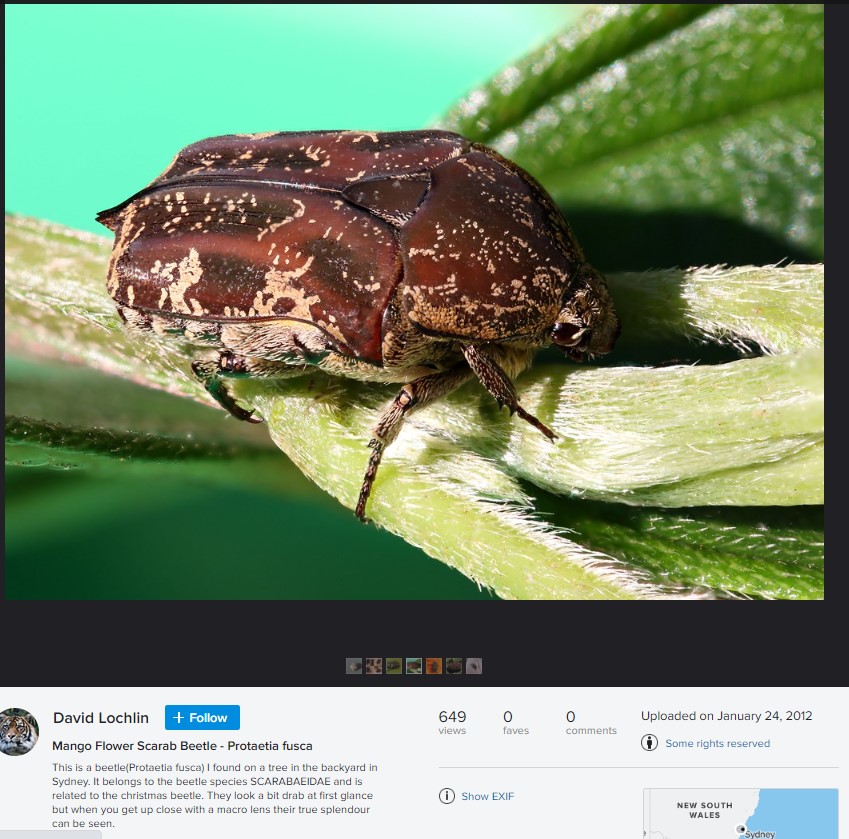 David Lochlin
+ Follow
Mango Flower Scarab Beetle - Protaetia fusca
This is a beetle(Protaetia fusca) I found on a tree in the backyard in
Sydney. It belongs to the beetle species SCARABAEIDAE and is
related to the christmas beetle. They look a bit drab at first glance
but when you get up close with a macro lens their true splendour
can be seen.
649
views
0
faves
0
comments
Uploaded on January 24, 2012
Some rights reserved
Show EXIF
NEW SOUTH
WALES
Sydney